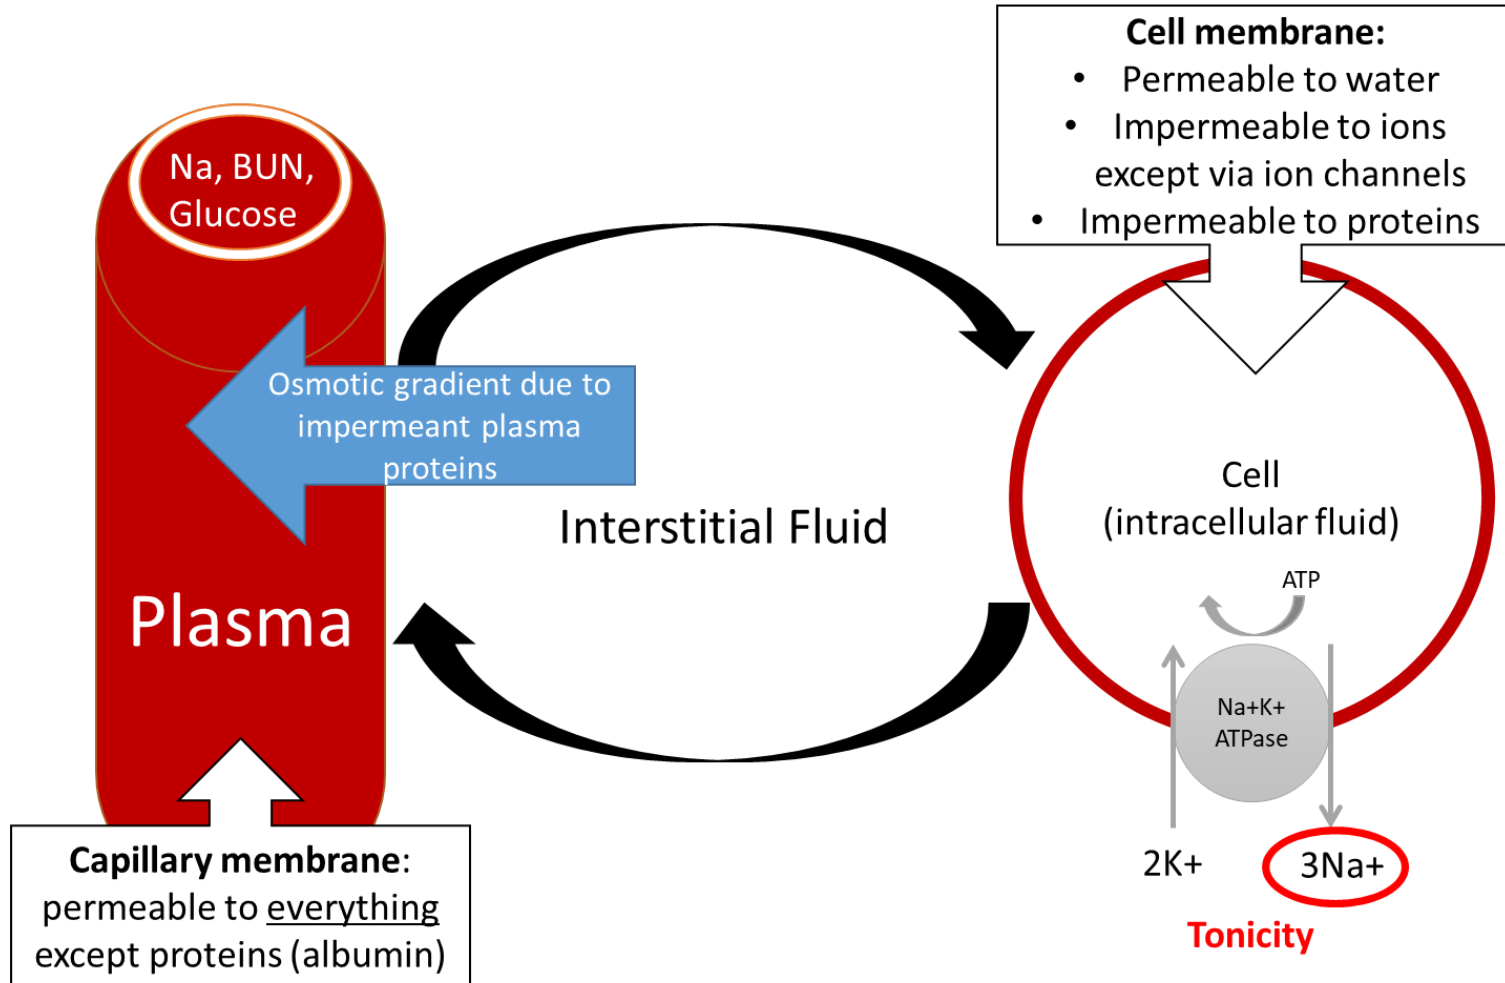 Cell membrane:
• Permeable to water
• Impermeable to ions
except via ion channels
• Impermeable to proteins
Na, BUN,
Glucose
Osmotic gradient due to
impermeant plasma
proteins
Interstitial Fluid
Plasma
Cell
(intracellular fluid)
ATP
Na+K+
ATPase
2K+
3Na+
Tonicity
Capillary membrane:
permeable to everything
except proteins (albumin)